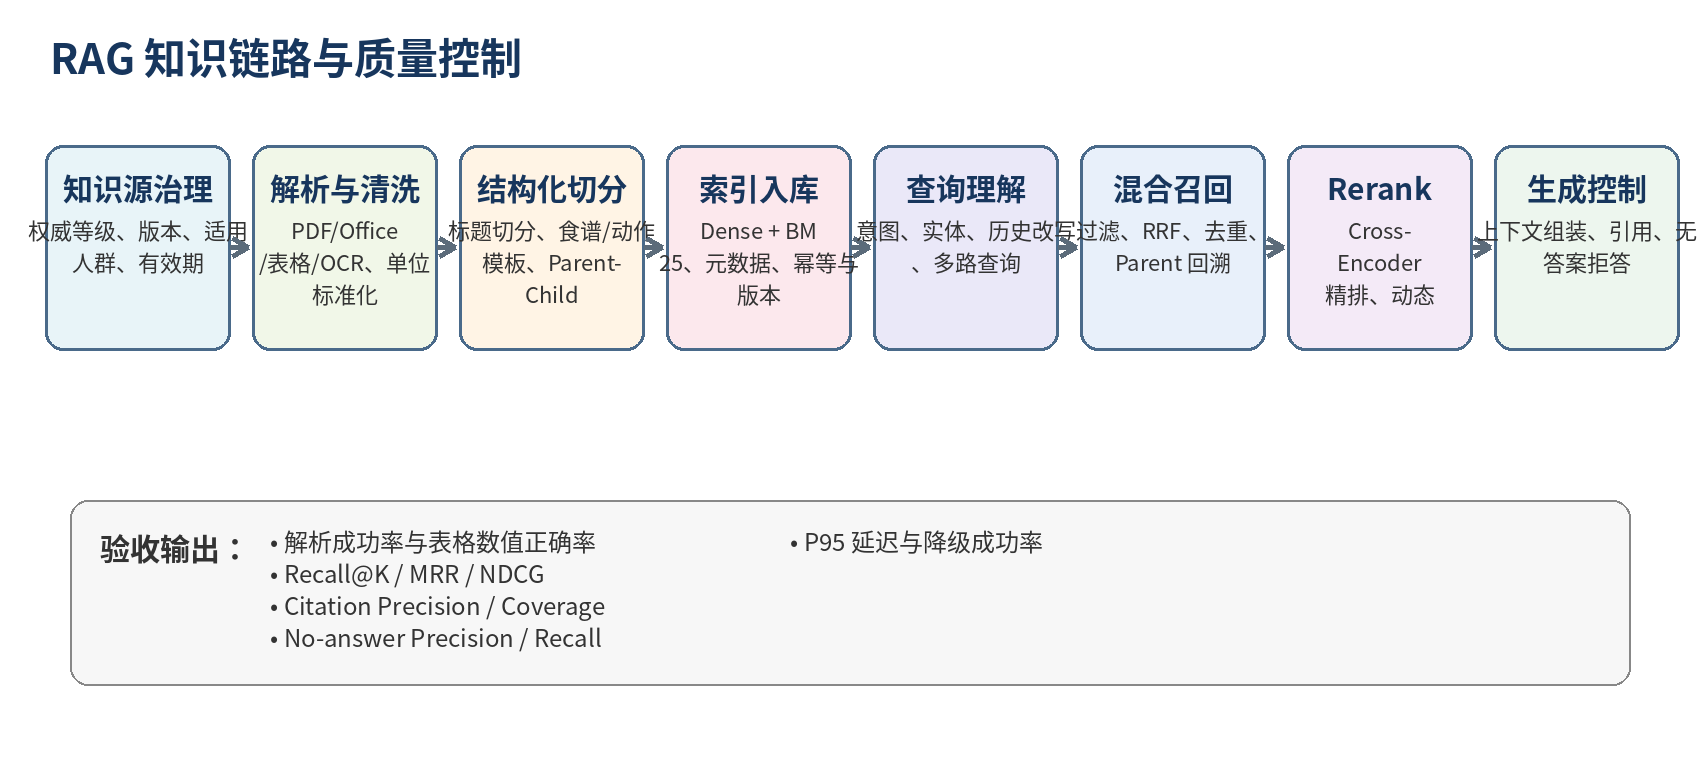 RAG 知识链路与质量控制
知识源治理
权威等级、版本、适用
人群、有效期
解析与清洗
PDF/Office
/表格/OCR、单位
标准化
结构化切分
标题切分、食谱/动作
模板、Parent-
Child
索引入库
Dense + BM
25、元数据、幂等与
版本
查询理解
意图、实体、历史改写
、多路查询
混合召回
过滤、RRF、去重、
Parent 回溯
Rerank
Cross-
Encoder
精排、动态
生成控制
上下文组装、引用、无
答案拒答
验收输出：
• 解析成功率与表格数值正确率
• Recall@K / MRR / NDCG
• Citation Precision / Coverage
• No-answer Precision / Recall
• P95 延迟与降级成功率